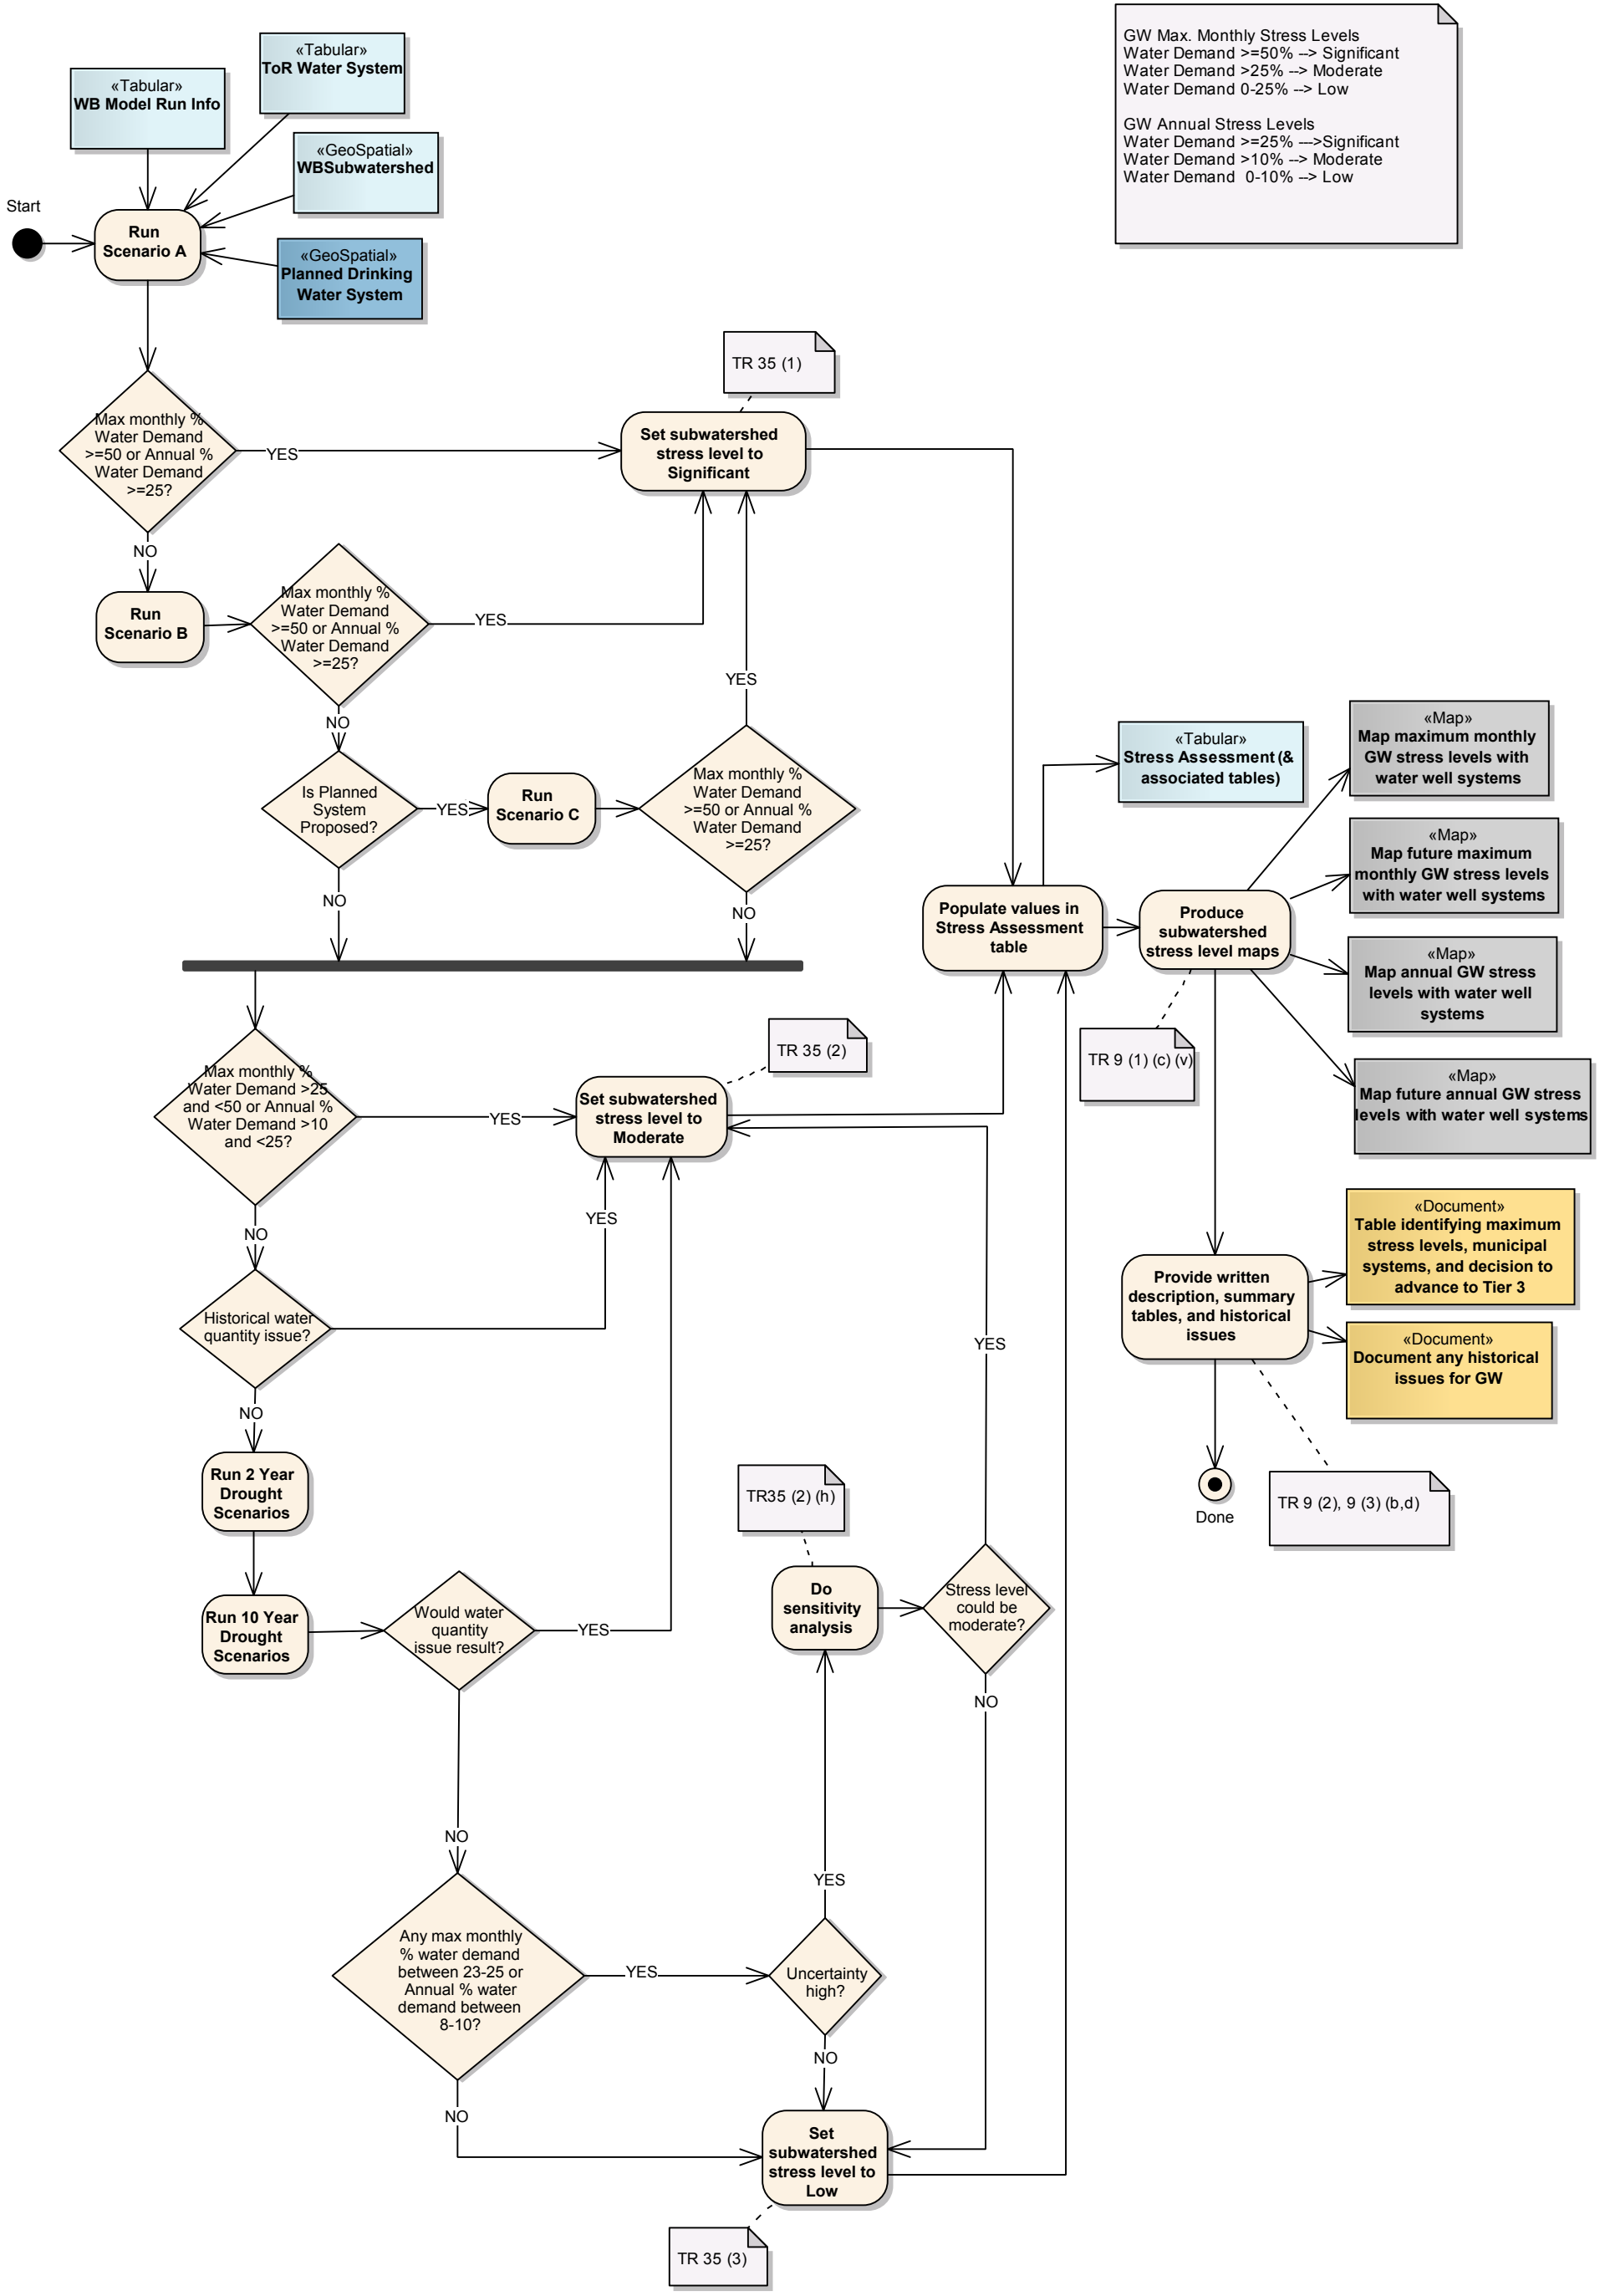 GW Max. Monthly Stress Levels
Water Demand >=50% --> Significant
Water Demand >25% --> Moderate
Water Demand 0-25% --> Low
GW Annual Stress Levels
Water Demand >=25% --->Significant
Water Demand >10% --> Moderate
Water Demand  0-10% --> Low
«Tabular»
ToR Water System
«Tabular»
WB Model Run Info
«GeoSpatial»
WBSubwatershed
Start
Run
Scenario A
«GeoSpatial»
Planned Drinking
Water System
TR 35 (1)
Max monthly %
Water Demand
>=50 or Annual %
Water Demand
>=25?
YES
Set subwatershed
stress level to
Significant
NO
Run
Scenario B
Max monthly %
Water Demand
>=50 or Annual %
Water Demand
>=25?
YES
NO
YES
Is Planned
System
Proposed?
YES
Run
Scenario C
Max monthly %
Water Demand
>=50 or Annual %
Water Demand
>=25?
NO
NO
«Tabular»
Stress Assessment (&
associated tables)
«Map»
Map maximum monthly
GW stress levels with
water well systems
«Map»
Map future maximum
monthly GW stress levels
with water well systems
Populate values in
Stress Assessment
table
Produce
subwatershed
stress level maps
«Map»
Map annual GW stress
levels with water well
systems
TR 9 (1) (c) (v)
«Map»
Map future annual GW stress
levels with water well systems
Max monthly %
Water Demand >25
and <50 or Annual %
Water Demand >10
and <25?
YES
TR 35 (2)
Set subwatershed
stress level to
Moderate
NO
YES
Historical water
quantity issue?
NO
«Document»
Table identifying maximum
stress levels, municipal
systems, and decision to
advance to Tier 3
Provide written
description, summary
tables, and historical
issues
«Document»
Document any historical
issues for GW
YES
Run 2 Year
Drought
Scenarios
TR35 (2) (h)
Done
TR 9 (2), 9 (3) (b,d)
Run 10 Year
Drought
Scenarios
Would water
quantity
issue result?
YES
Do
sensitivity
analysis
Stress level
could be
moderate?
NO
NO
YES
Any max monthly
% water demand
between 23-25 or
Annual % water
demand between
8-10?
YES
Uncertainty
high?
NO
NO
Set
subwatershed
stress level to
Low
TR 35 (3)